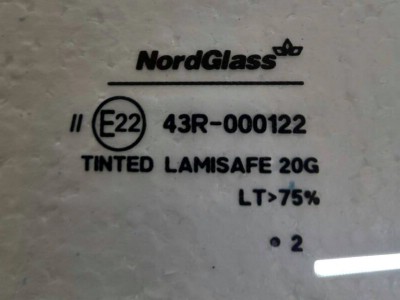 NordGlass
II E22 43R-000122
TINTED LAMISAFE 20G
LT>75%
• 2